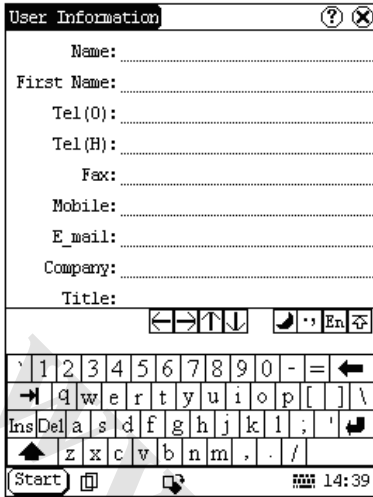 User Information ? X
Name:
First Name:
Tel(O):
Tel(H):
Fax:
Mobile:
E_mail:
Company:
Title:
En 夳
` 1 2 3 4 5 6 7 8 9 0 - =
q w e r t y u i o p [ ] \
Ins Del a s d f g h j k l ; '
z x c v b n m , . /
Start 14:39